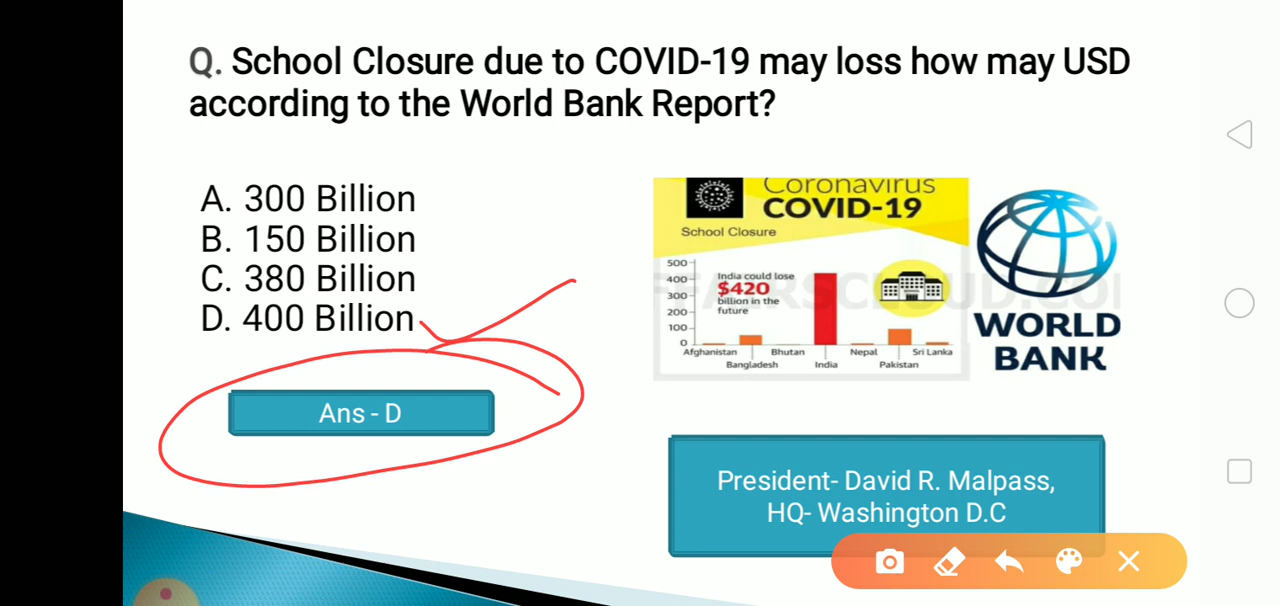 Q. School Closure due to COVID-19 may loss how may USD
according to the World Bank Report?
A. 300 Billion
B. 150 Billion
C. 380 Billion
D. 400 Billion
Ans - D
Coronavirus
COVID-19
School Closure
500
400
300
200
100
0
India could lose
$420
billion in the
future
Afghanistan
Bhutan
Nepal
Sri Lanka
Bangladesh
India
Pakistan
WORLD
BANK
President- David R. Malpass,
HQ- Washington D.C